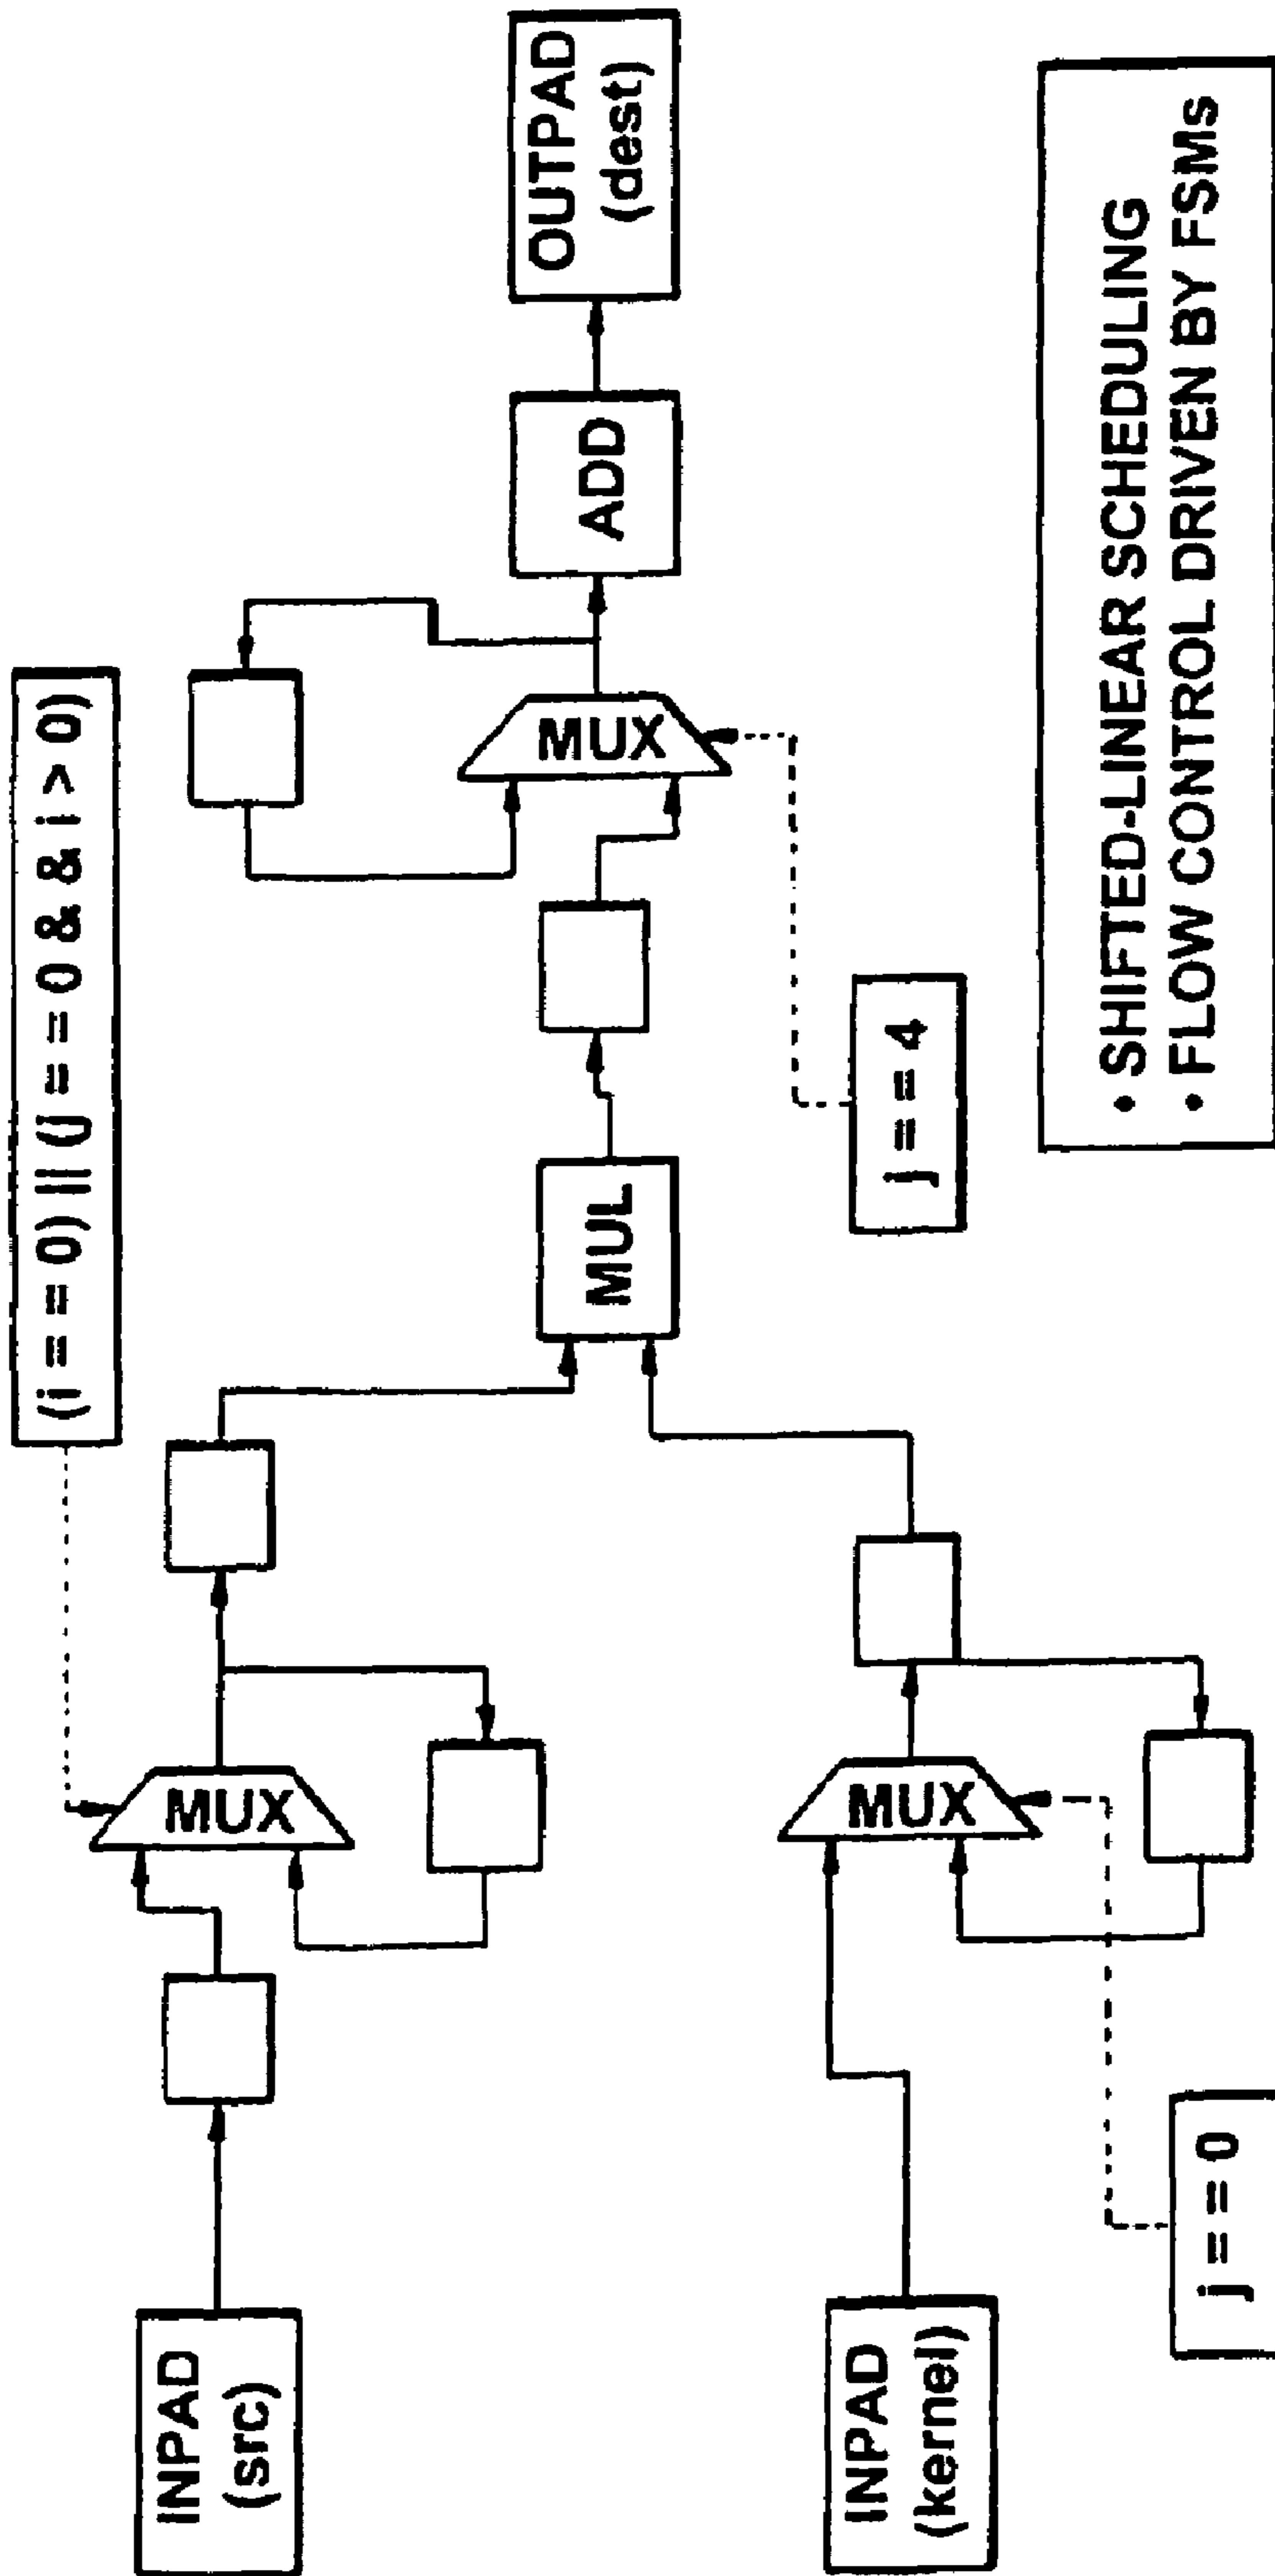 (i = = 0) || (j = = 0 & & i > 0)
INPAD
(src)
MUX
MUL
MUX
ADD
OUTPAD
(dest)
INPAD
(kernel)
MUX
j = = 0
j = = 4
• SHIFTED-LINEAR SCHEDULING
• FLOW CONTROL DRIVEN BY FSMs